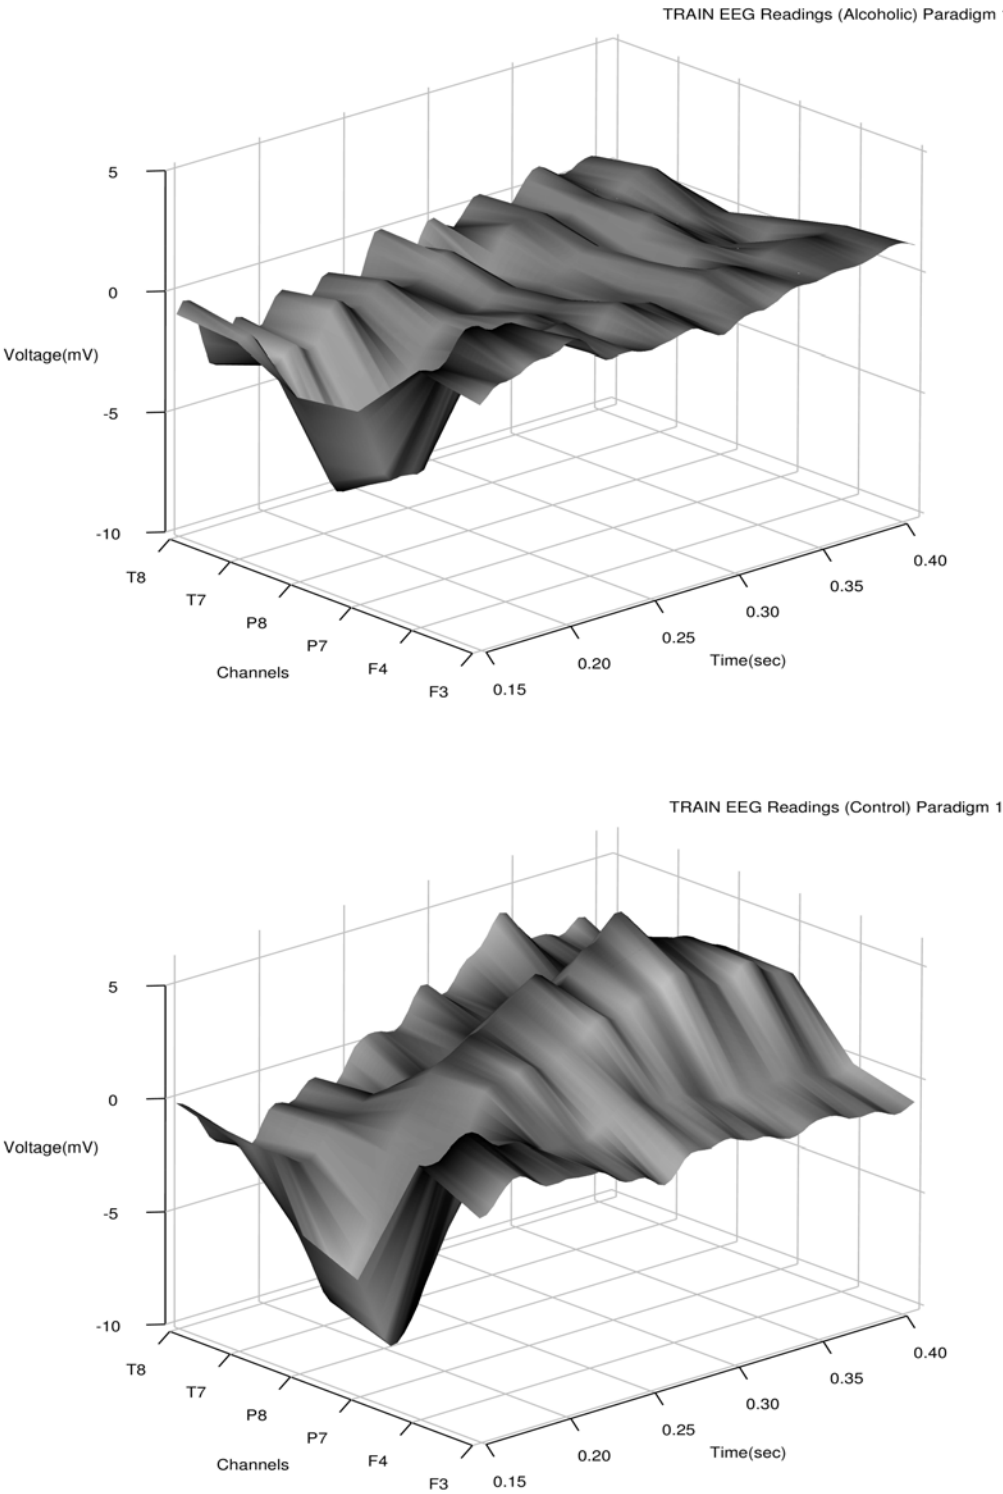 TRAIN EEG Readings (Alcoholic) Paradigm
5
0
Voltage(mV)
-5
-10
T8
T7
P8
P7
F4
F3
Channels
0.15
0.20
0.25
0.30
0.35
0.40
Time(sec)
TRAIN EEG Readings (Control) Paradigm 1
5
0
Voltage(mV)
-5
-10
T8
T7
P8
P7
F4
F3
Channels
0.15
0.20
0.25
0.30
0.35
0.40
Time(sec)